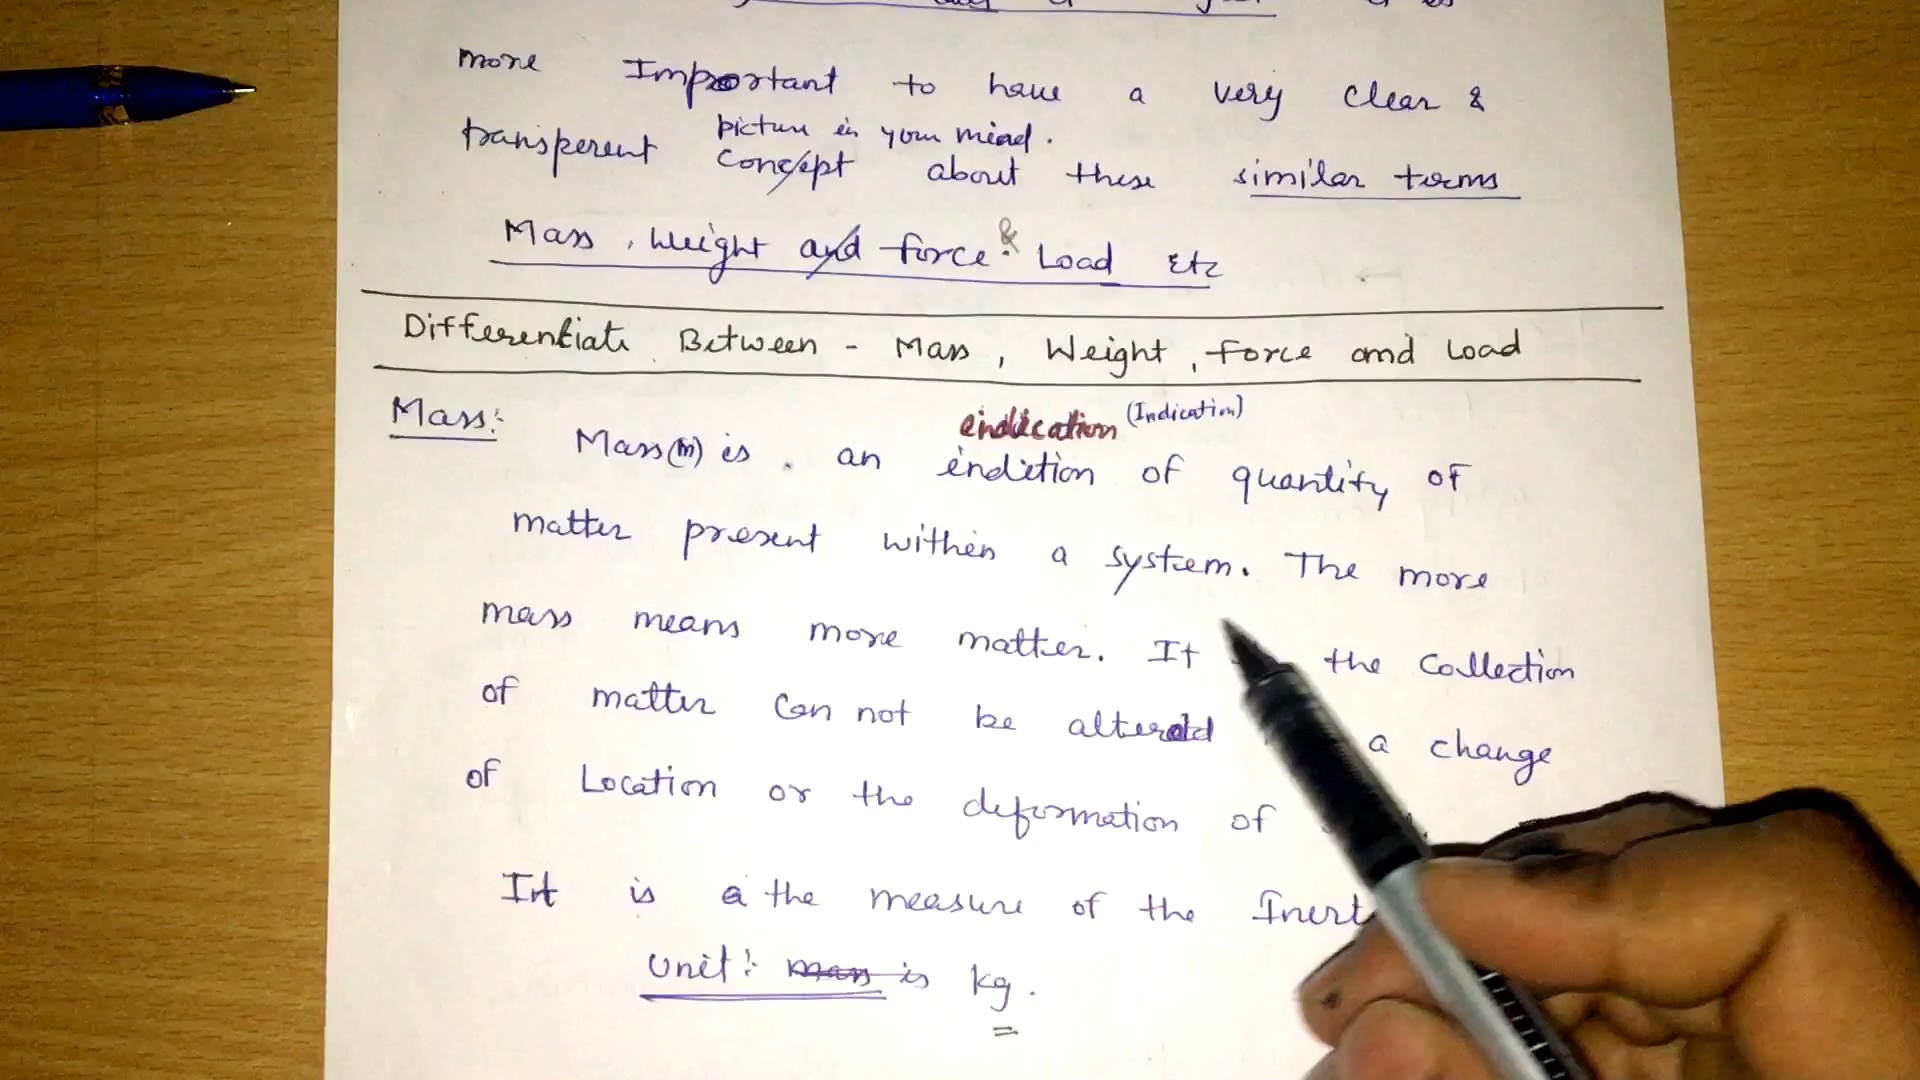 more Important to have a very clear &
picture in your mind.
transperent concept about these similar terms
Mass, Weight and force & Load Etc
Differentiate Between - Mass, Weight, Force and Load
endication (Indication)
Mass:- Mass(m) is . an endetion of quantity of
matter present within a system. The more
mass means more matter. It the Collection
of matter Can not be altered a change
of Location or the deformation of
It is a the measure of the Inert
Unit:- mass is kg.